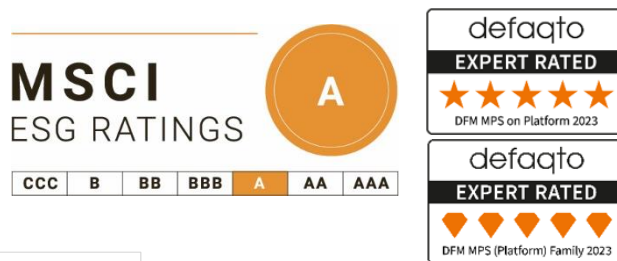 MSCI
ESG RATINGS
A
CCC B BB BBB A AA AAA
defaqto
EXPERT RATED
DFM MPS on Platform 2023
defaqto
EXPERT RATED
DFM MPS (Platform) Family 2023